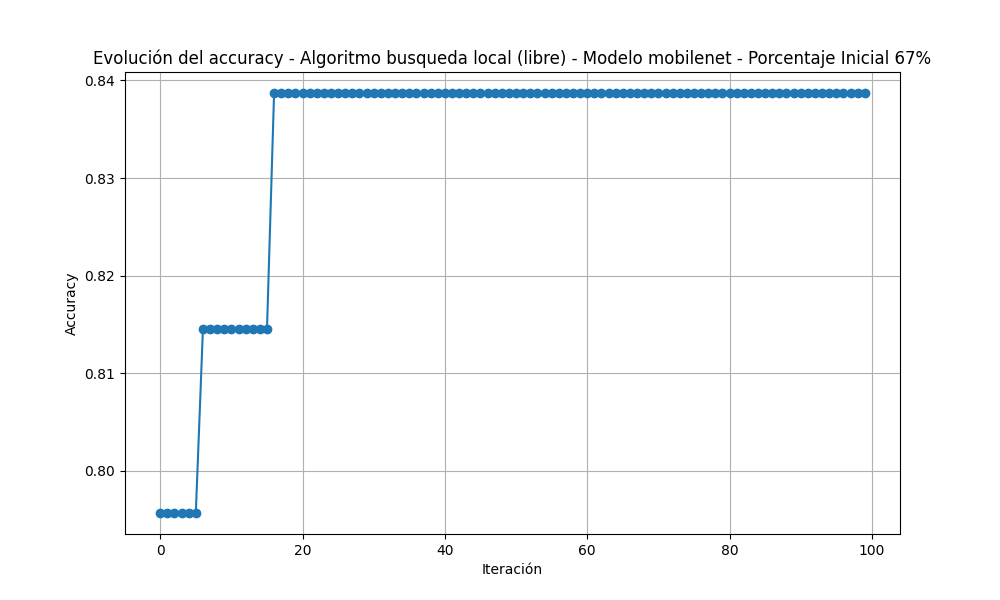 Evolución del accuracy - Algoritmo busqueda local (libre) - Modelo mobilenet - Porcentaje Inicial 67%
0.84
0.83
0.82
0.81
0.80
Accuracy
0 20 40 60 80 100
Iteración